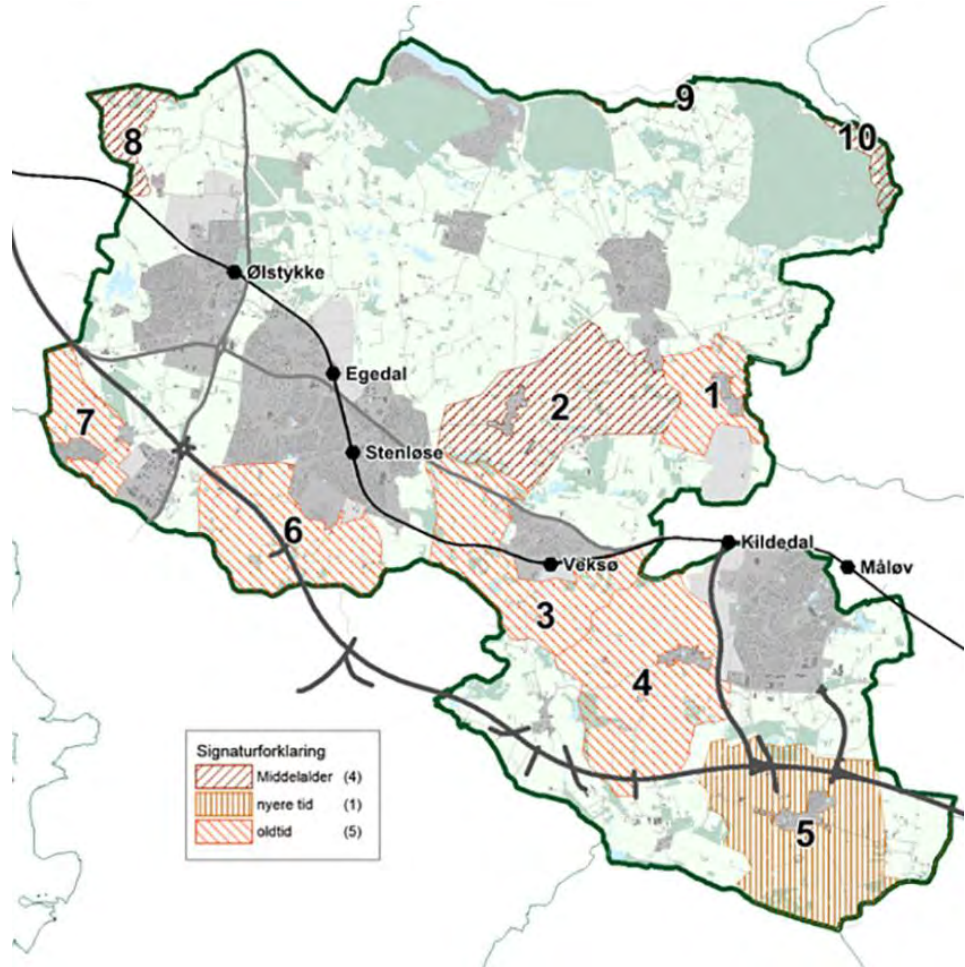 9
10
8
Ølstykke
Egedal
1
2
7
Stenløse
6
Kildedal
Veksø
Måløv
3
4
Signaturforklaring
Middelalder (4)
nyere tid (1)
oldtid (5)
5